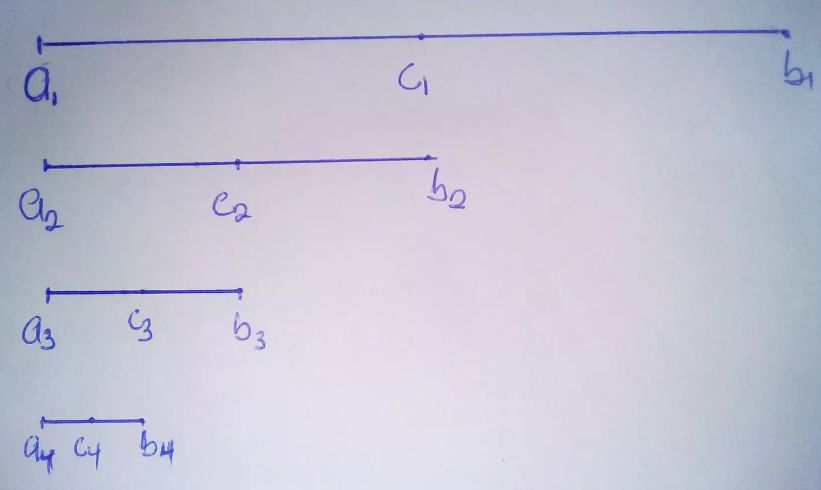 a₁ c₁ b₁
a₂ c₂ b₂
a₃ c₃ b₃
a₄ c₄ b₄